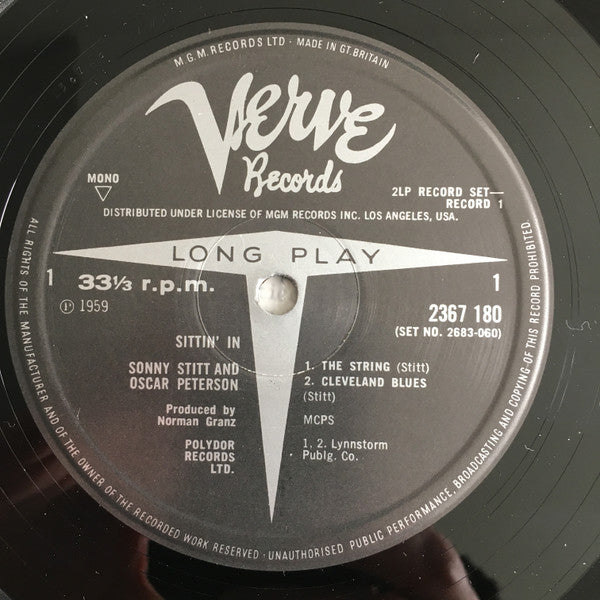 M.G.M. RECORDS LTD · MADE IN GT. BRITAIN
Verve
Records
MONO
2LP RECORD SET—
RECORD 1
DISTRIBUTED UNDER LICENSE OF MGM RECORDS INC. LOS ANGELES, USA.
LONG PLAY
1 33⅓ r.p.m. 1
℗ 1959
2367 180
(SET NO. 2683-060)
SITTIN' IN
SONNY STITT AND
OSCAR PETERSON
Produced by
Norman Granz
POLYDOR
RECORDS
LTD.
1. THE STRING (Stitt)
2. CLEVELAND BLUES
(Stitt)
MCPS
1, 2. Lynnstorm
Publg. Co.
ALL RIGHTS OF THE MANUFACTURER AND OF THE OWNER OF THE RECORDED WORK RESERVED · UNAUTHORISED PUBLIC PERFORMANCE, BROADCASTING AND COPYING OF THIS RECORD PROHIBITED.